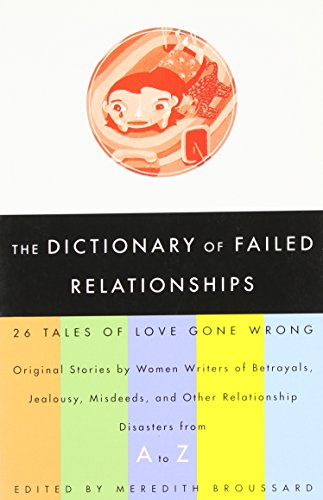 THE DICTIONARY OF FAILED
RELATIONSHIPS
26 TALES OF LOVE GONE WRONG
Original Stories by Women Writers of Betrayals,
Jealousy, Misdeeds, and Other Relationship
Disasters from
A to Z
EDITED BY MEREDITH BROUSSARD